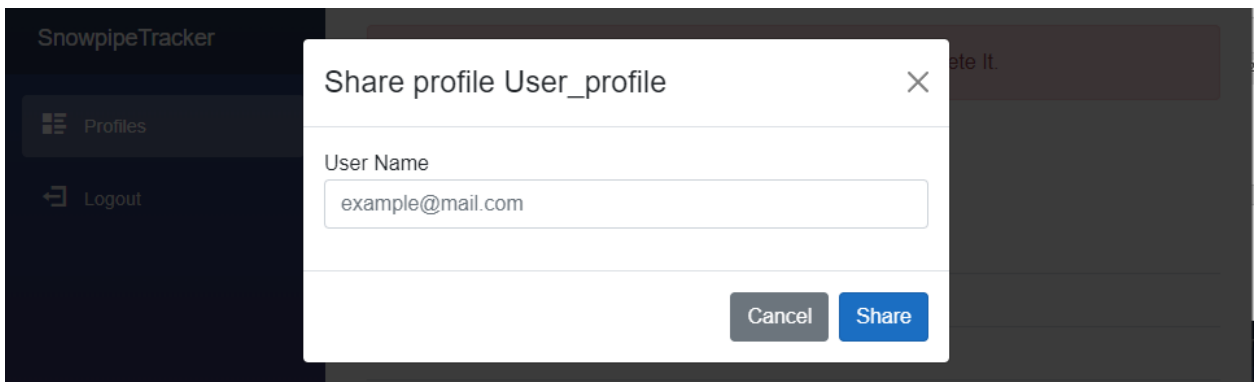 SnowpipeTracker
ete It.
Share profile User_profile
Profiles
User Name
example@mail.com
Logout
Cancel
Share